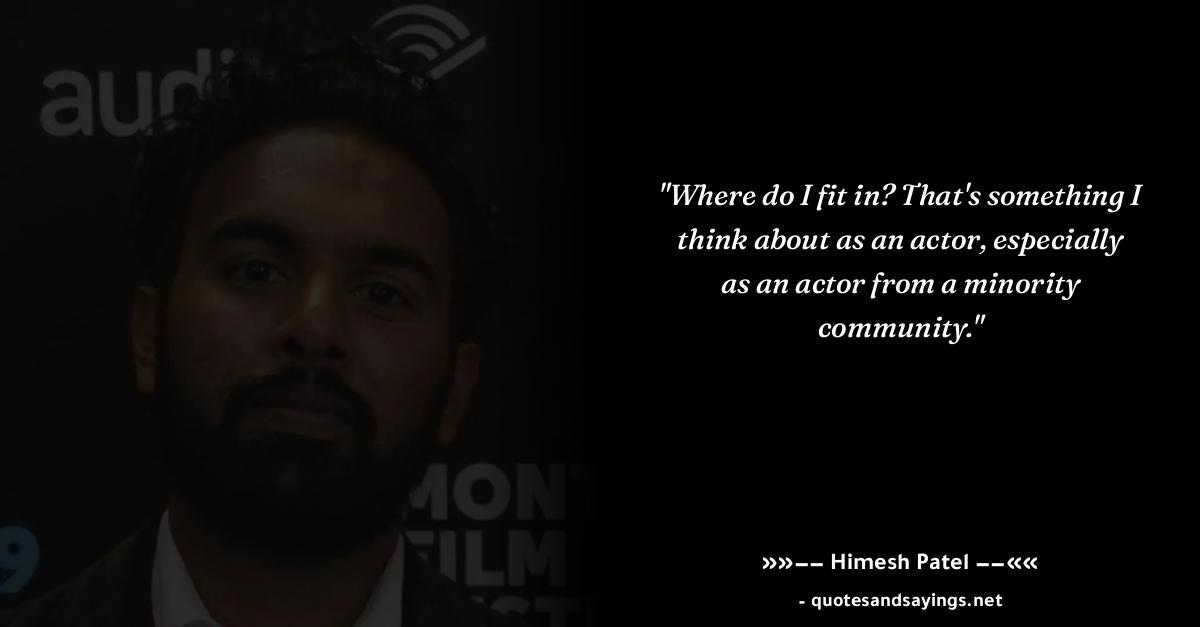 audi
MONT
FILM
9
"Where do I fit in? That's something I
think about as an actor, especially
as an actor from a minority
community."
»»−− Himesh Patel −−««
- quotesandsayings.net